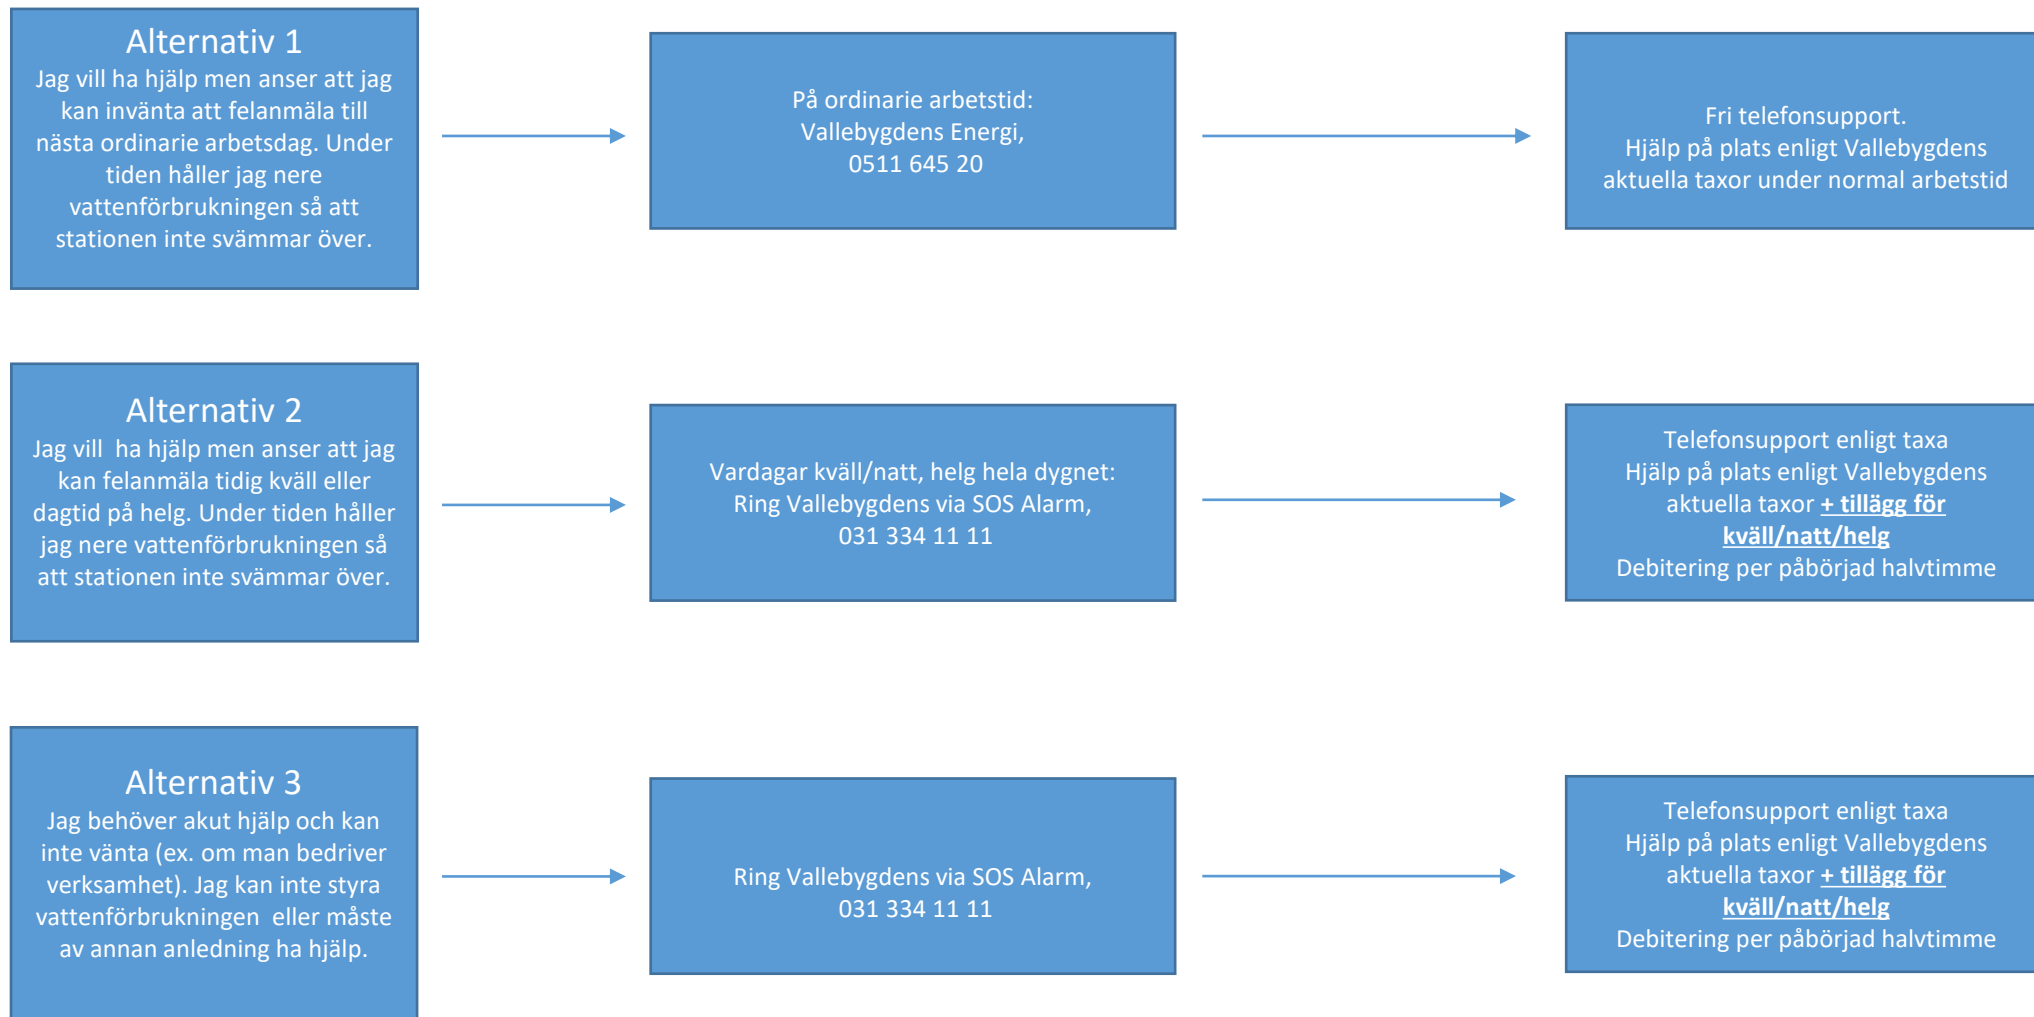 Alternativ 1
Jag vill ha hjälp men anser att jag
kan invänta att felanmäla till
nästa ordinarie arbetsdag. Under
tiden håller jag nere
vattenförbrukningen så att
stationen inte svämmar över.
På ordinarie arbetstid:
Vallebygdens Energi,
0511 645 20
Fri telefonsupport.
Hjälp på plats enligt Vallebygdens
aktuella taxor under normal arbetstid
Alternativ 2
Jag vill  ha hjälp men anser att jag
kan felanmäla tidig kväll eller
dagtid på helg. Under tiden håller
jag nere vattenförbrukningen så
att stationen inte svämmar över.
Vardagar kväll/natt, helg hela dygnet:
Ring Vallebygdens via SOS Alarm,
031 334 11 11
Telefonsupport enligt taxa
Hjälp på plats enligt Vallebygdens
aktuella taxor + tillägg för
kväll/natt/helg
Debitering per påbörjad halvtimme
Alternativ 3
Jag behöver akut hjälp och kan
inte vänta (ex. om man bedriver
verksamhet). Jag kan inte styra
vattenförbrukningen  eller måste
av annan anledning ha hjälp.
Ring Vallebygdens via SOS Alarm,
031 334 11 11
Telefonsupport enligt taxa
Hjälp på plats enligt Vallebygdens
aktuella taxor + tillägg för
kväll/natt/helg
Debitering per påbörjad halvtimme